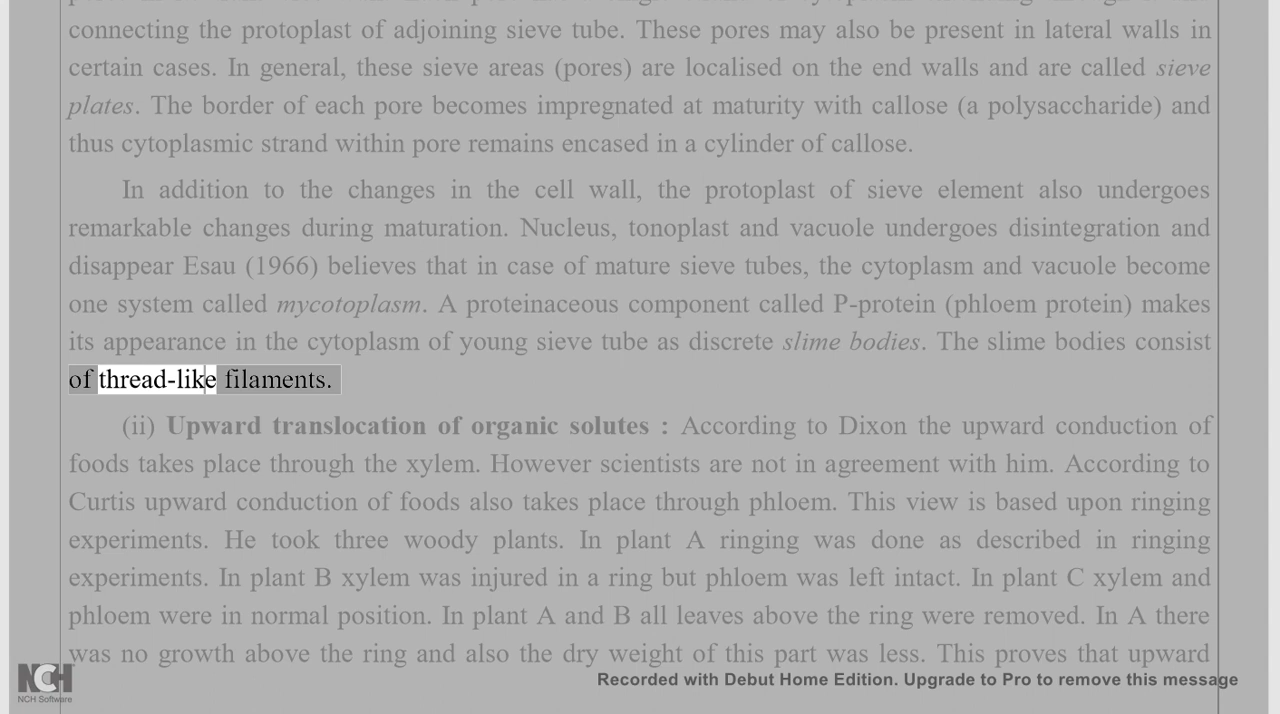 connecting the protoplast of adjoining sieve tube. These pores may also be present in lateral walls in
certain cases. In general, these sieve areas (pores) are localised on the end walls and are called sieve
plates. The border of each pore becomes impregnated at maturity with callose (a polysaccharide) and
thus cytoplasmic strand within pore remains encased in a cylinder of callose.
In addition to the changes in the cell wall, the protoplast of sieve element also undergoes
remarkable changes during maturation. Nucleus, tonoplast and vacuole undergoes disintegration and
disappear Esau (1966) believes that in case of mature sieve tubes, the cytoplasm and vacuole become
one system called mycotoplasm. A proteinaceous component called P-protein (phloem protein) makes
its appearance in the cytoplasm of young sieve tube as discrete slime bodies. The slime bodies consist
of thread-like filaments.
(ii) Upward translocation of organic solutes : According to Dixon the upward conduction of
foods takes place through the xylem. However scientists are not in agreement with him. According to
Curtis upward conduction of foods also takes place through phloem. This view is based upon ringing
experiments. He took three woody plants. In plant A ringing was done as described in ringing
experiments. In plant B xylem was injured in a ring but phloem was left intact. In plant C xylem and
phloem were in normal position. In plant A and B all leaves above the ring were removed. In A there
was no growth above the ring and also the dry weight of this part was less. This proves that upward
NCH
NCH Software
Recorded with Debut Home Edition. Upgrade to Pro to remove this message